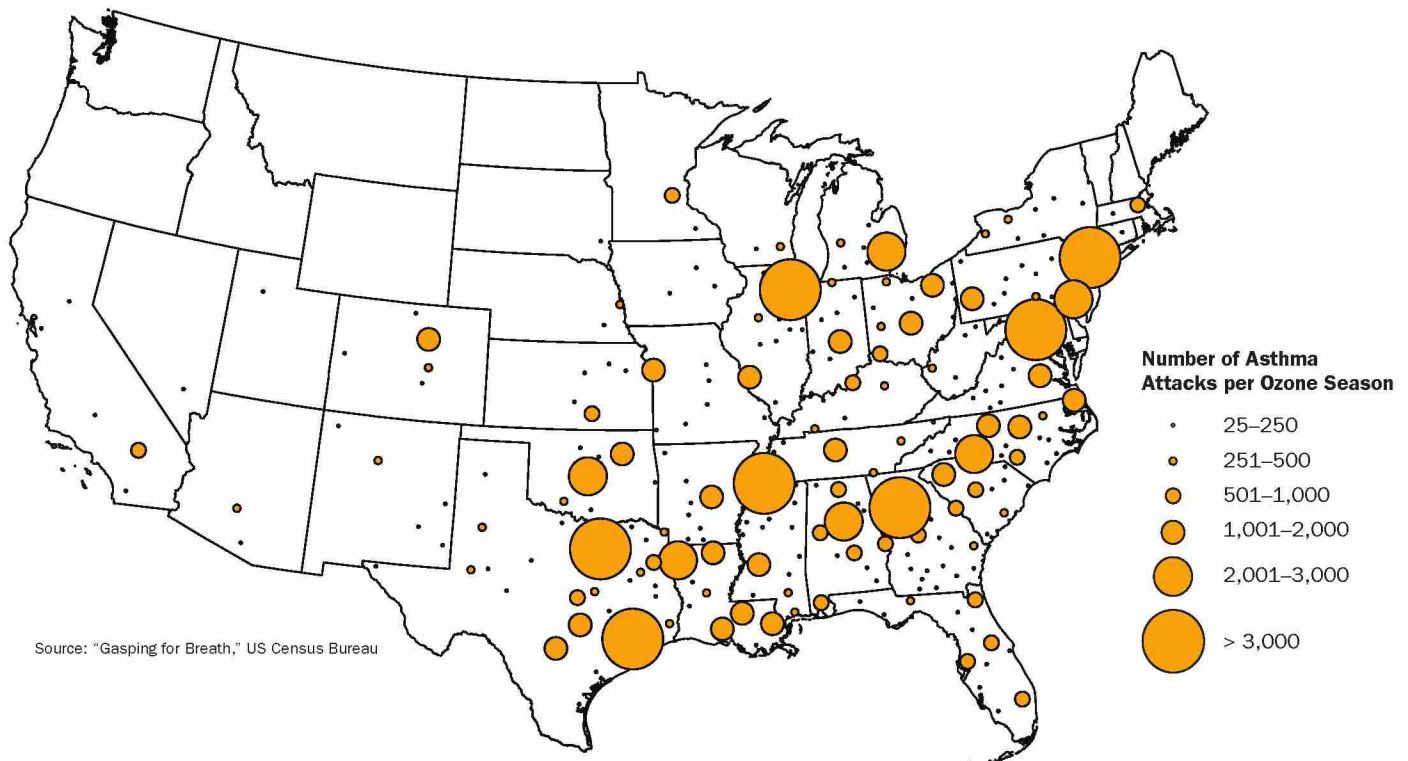 Number of Asthma
Attacks per Ozone Season
25–250
251–500
501–1,000
1,001–2,000
2,001–3,000
> 3,000
Source: “Gasping for Breath,” US Census Bureau